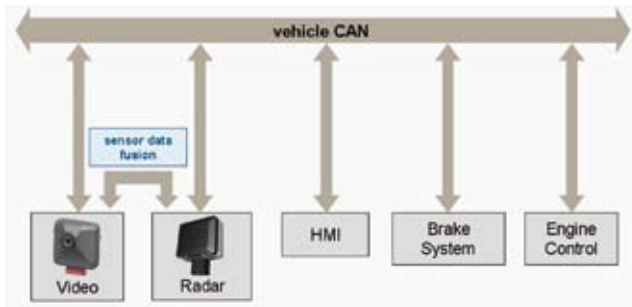 vehicle CAN
sensor data
fusion
Video
Radar
HMI
Brake
System
Engine
Control